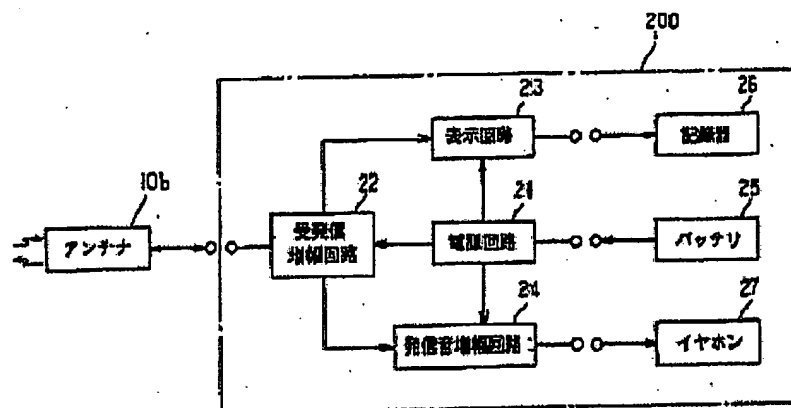 200
23
表示回路
26
記録器
10b
アンテナ
22
受発信
増幅回路
21
電源回路
25
バッテリ
24
発信音増幅回路
27
イヤホン